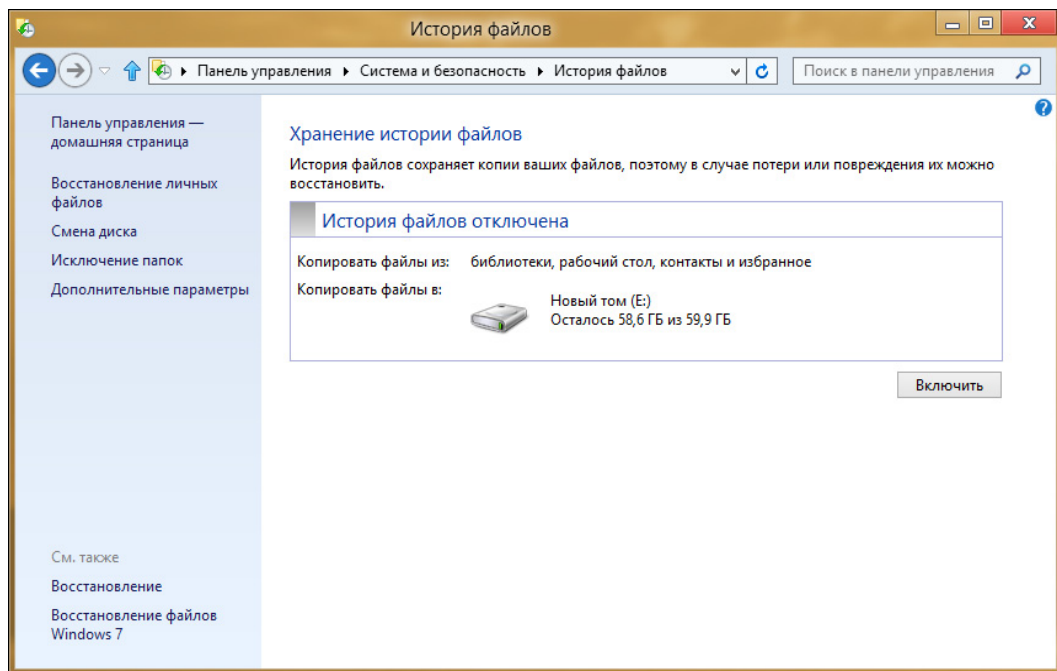 История файлов
Панель управления
Система и безопасность
История файлов
Поиск в панели управления
Панель управления —
домашняя страница
Восстановление личных
файлов
Смена диска
Исключение папок
Дополнительные параметры
См. также
Восстановление
Восстановление файлов
Windows 7
Хранение истории файлов
История файлов сохраняет копии ваших файлов, поэтому в случае потери или повреждения их можно
восстановить.
История файлов отключена
Копировать файлы из: библиотеки, рабочий стол, контакты и избранное
Копировать файлы в:
Новый том (E:)
Осталось 58,6 ГБ из 59,9 ГБ
Включить